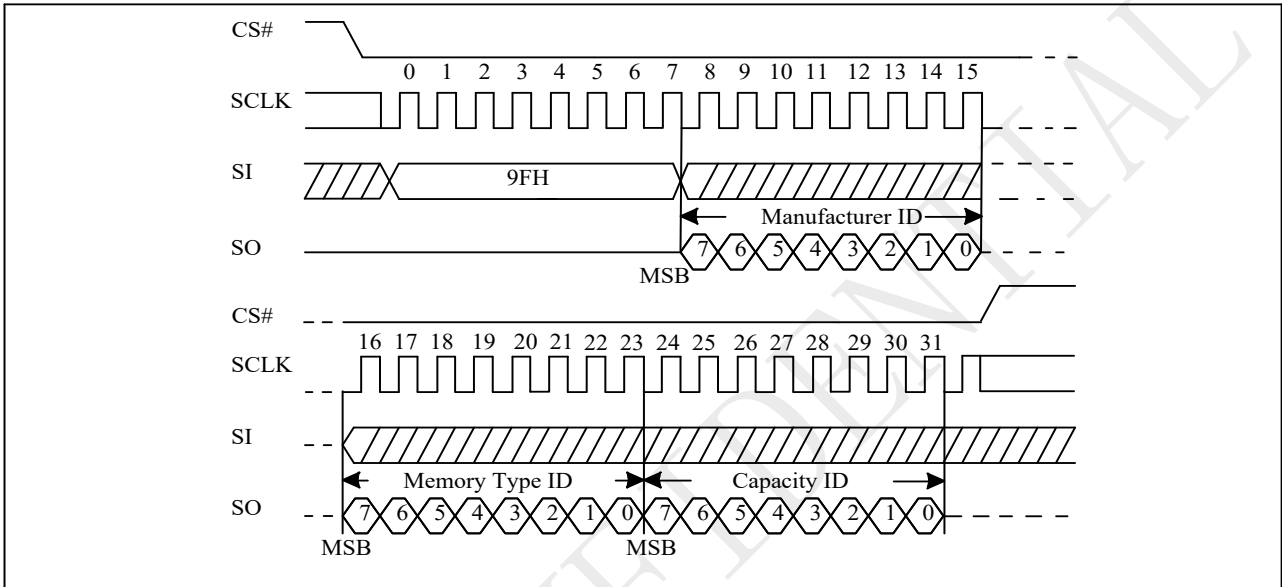 CS#
0 1 2 3 4 5 6 7 8 9 10 11 12 13 14 15
SCLK
SI
9FH
Manufacturer ID
SO
7 6 5 4 3 2 1 0
MSB
CS#
16 17 18 19 20 21 22 23 24 25 26 27 28 29 30 31
SCLK
SI
Memory Type ID Capacity ID
SO
7 6 5 4 3 2 1 0 7 6 5 4 3 2 1 0
MSB MSB